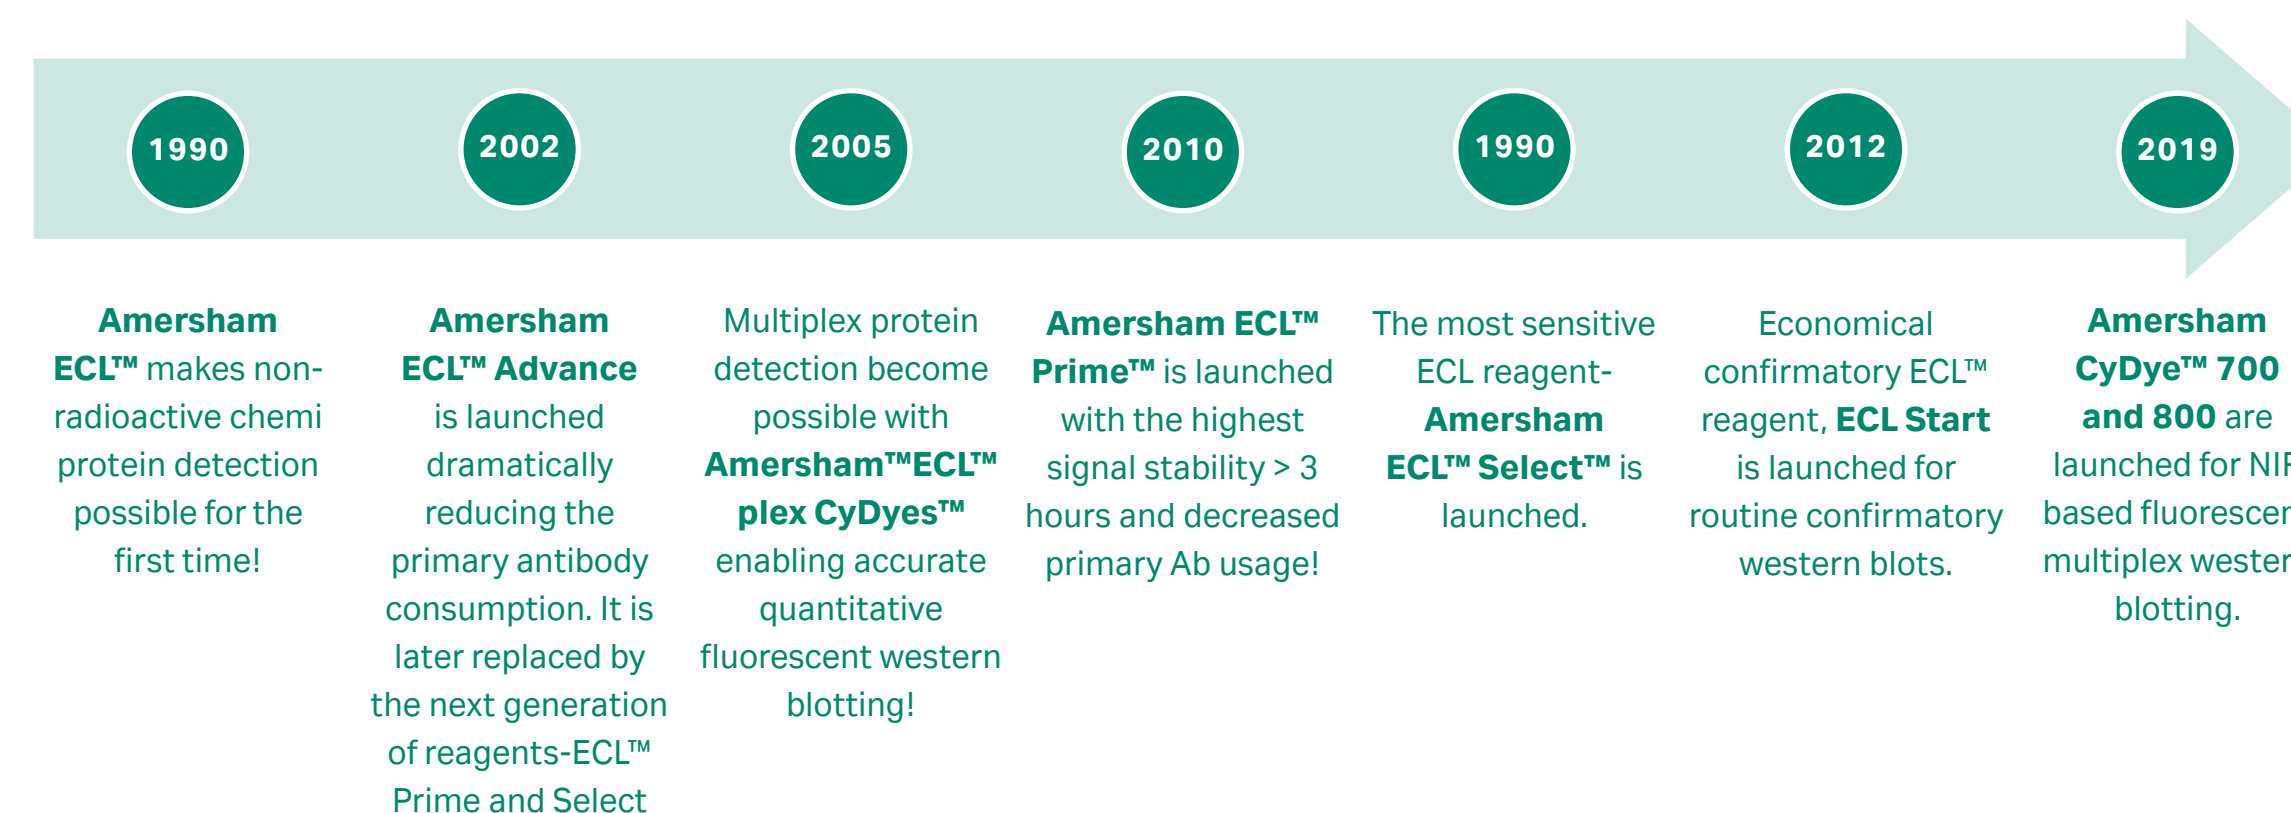 1990
2002
2005
2010
1990
2012
2019
Amersham
ECL™ makes non-
radioactive chemi
protein detection
possible for the
first time!
Amersham
ECL™ Advance
is launched
dramatically
reducing the
primary antibody
consumption. It is
later replaced by
the next generation
of reagents-ECL™
Prime and Select
Multiplex protein
detection become
possible with
Amersham™ECL™
plex CyDyes™
enabling accurate
quantitative
fluorescent western
blotting!
Amersham ECL™
Prime™ is launched
with the highest
signal stability > 3
hours and decreased
primary Ab usage!
The most sensitive
ECL reagent-
Amersham
ECL™ Select™ is
launched.
Economical
confirmatory ECL™
reagent, ECL Start
is launched for
routine confirmatory
western blots.
Amersham
CyDye™ 700
and 800 are
launched for
based
multiplex
blotting.